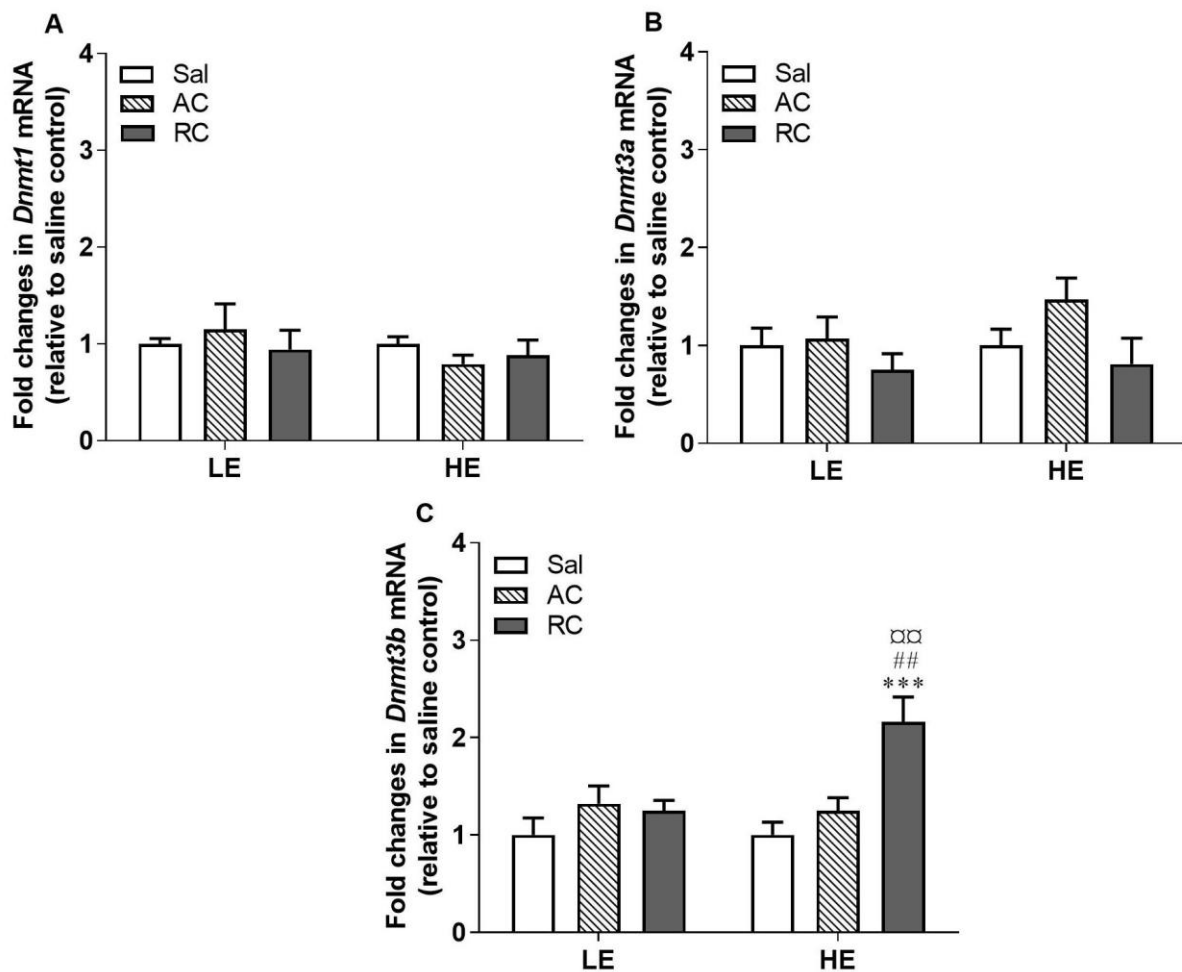 A
Fold changes in Dnmt1 mRNA
(relative to saline control)
4
3
2
1
0
Sal
AC
RC
LE HE
B
Fold changes in Dnmt3a mRNA
(relative to saline control)
4
3
2
1
0
Sal
AC
RC
LE HE
C
Fold changes in Dnmt3b mRNA
(relative to saline control)
4
3
2
1
0
Sal
AC
RC
¤¤
##
***
LE HE